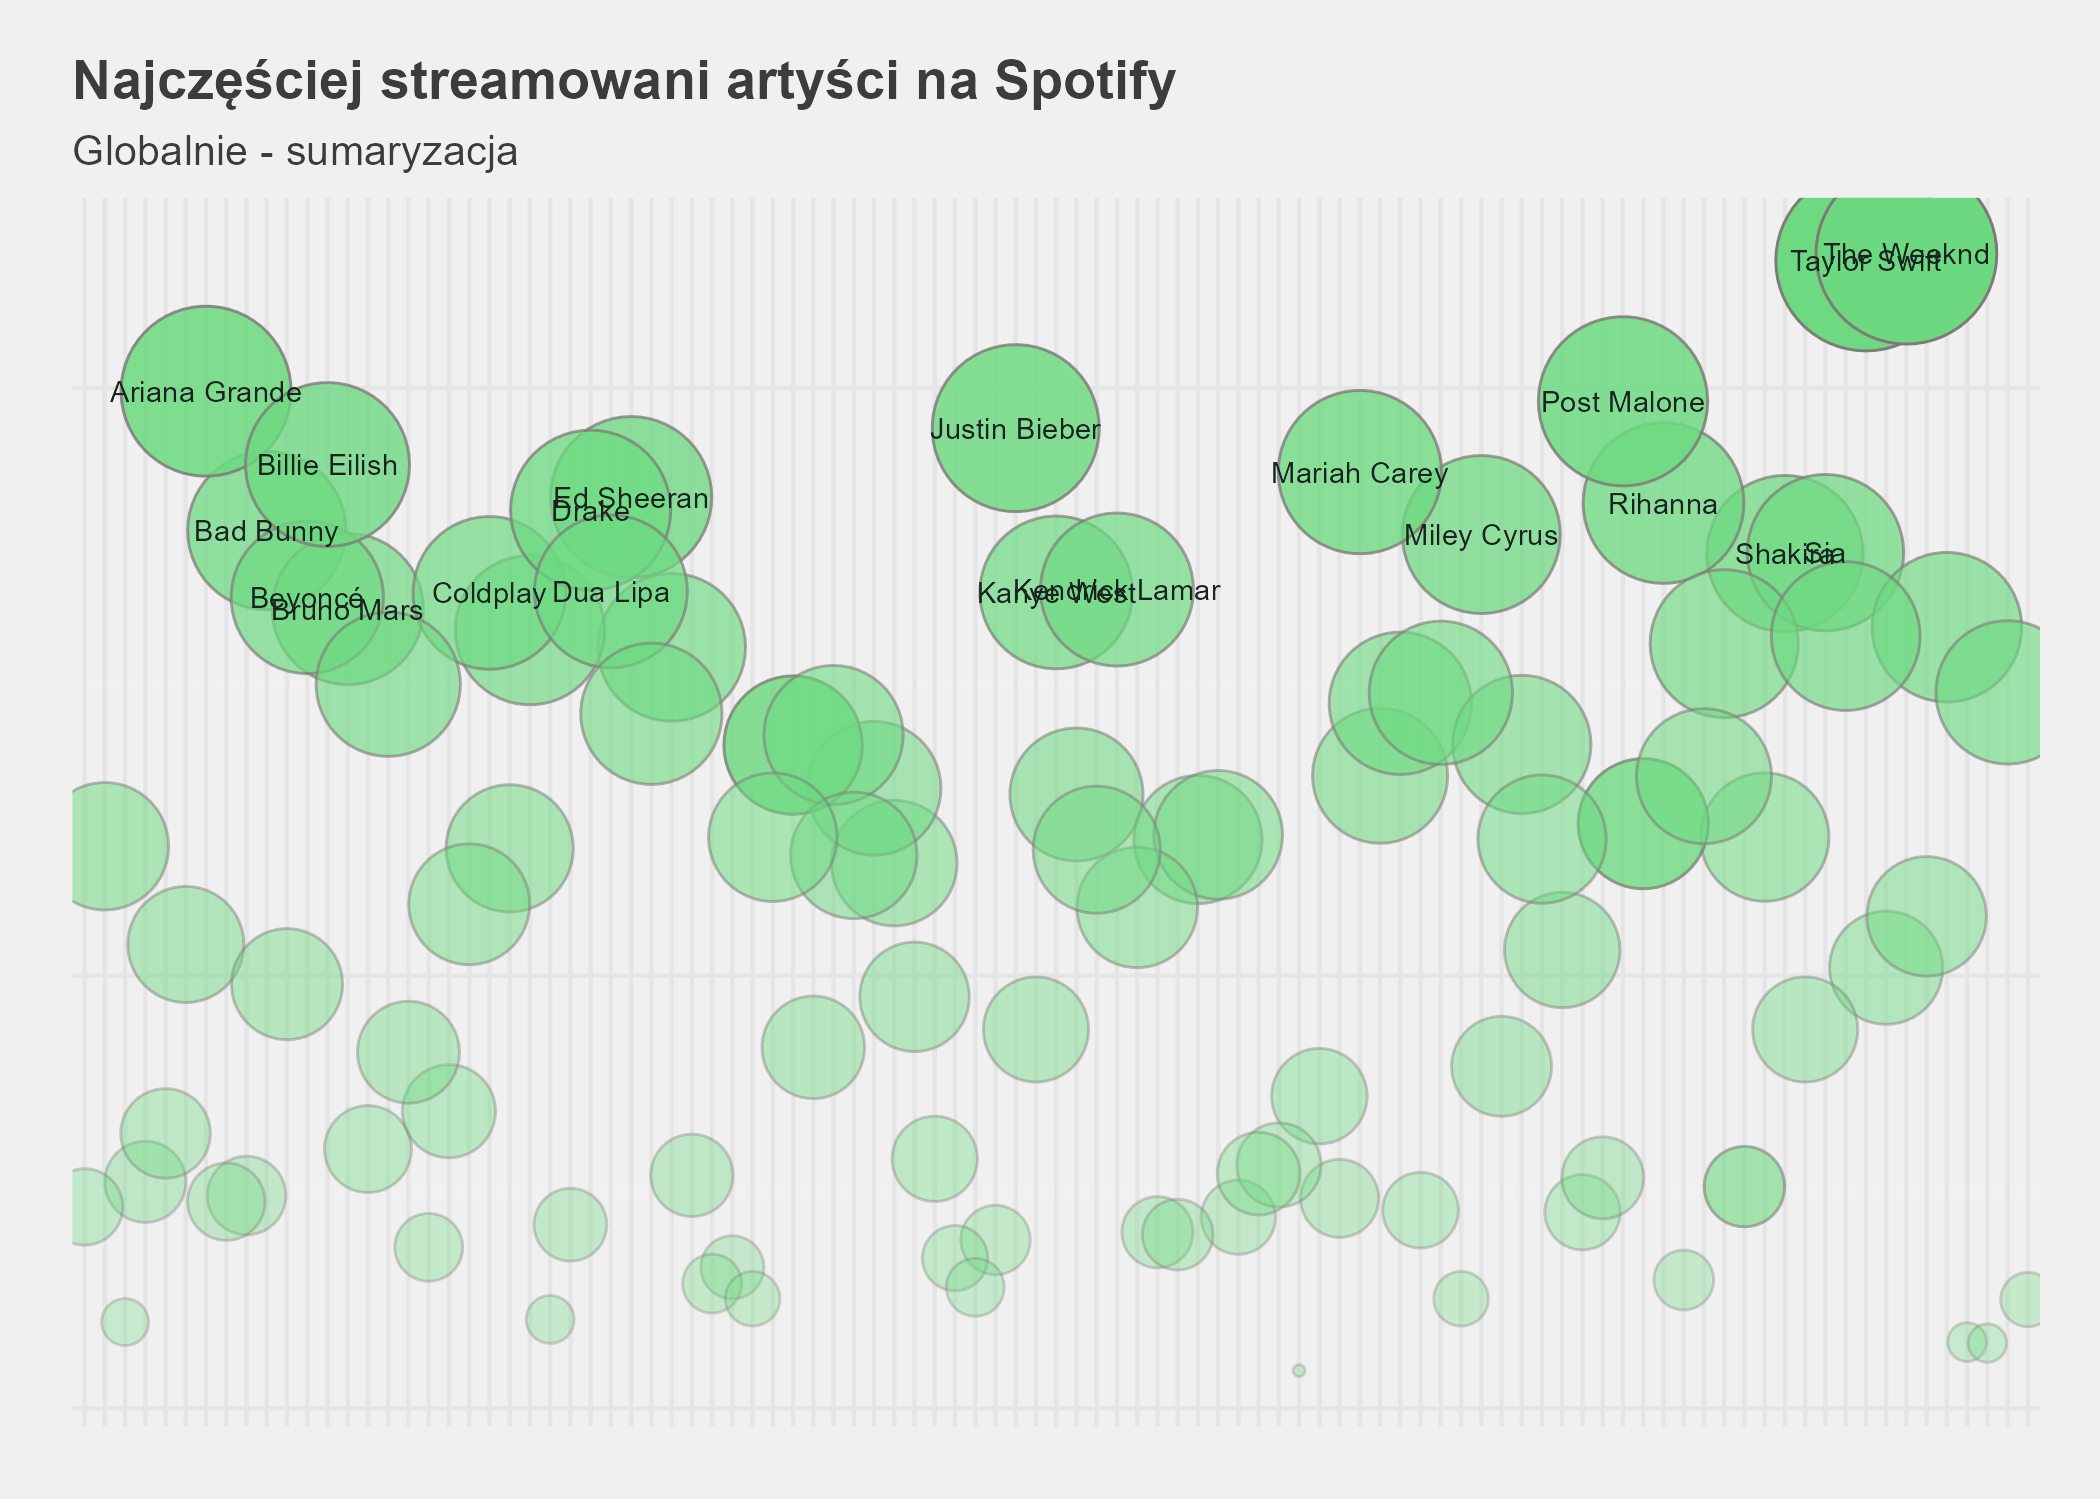 Najczęściej streamowani artyści na Spotify
Globalnie - sumaryzacja
The Weeknd
Taylor Swift
Ariana Grande
Post Malone
Justin Bieber
Billie Eilish
Mariah Carey
Ed Sheeran
Rihanna
Drake
Bad Bunny
Miley Cyrus
Sia
Shakira
Kendrick Lamar
Dua Lipa
Coldplay
Kanye West
Beyoncé
Bruno Mars